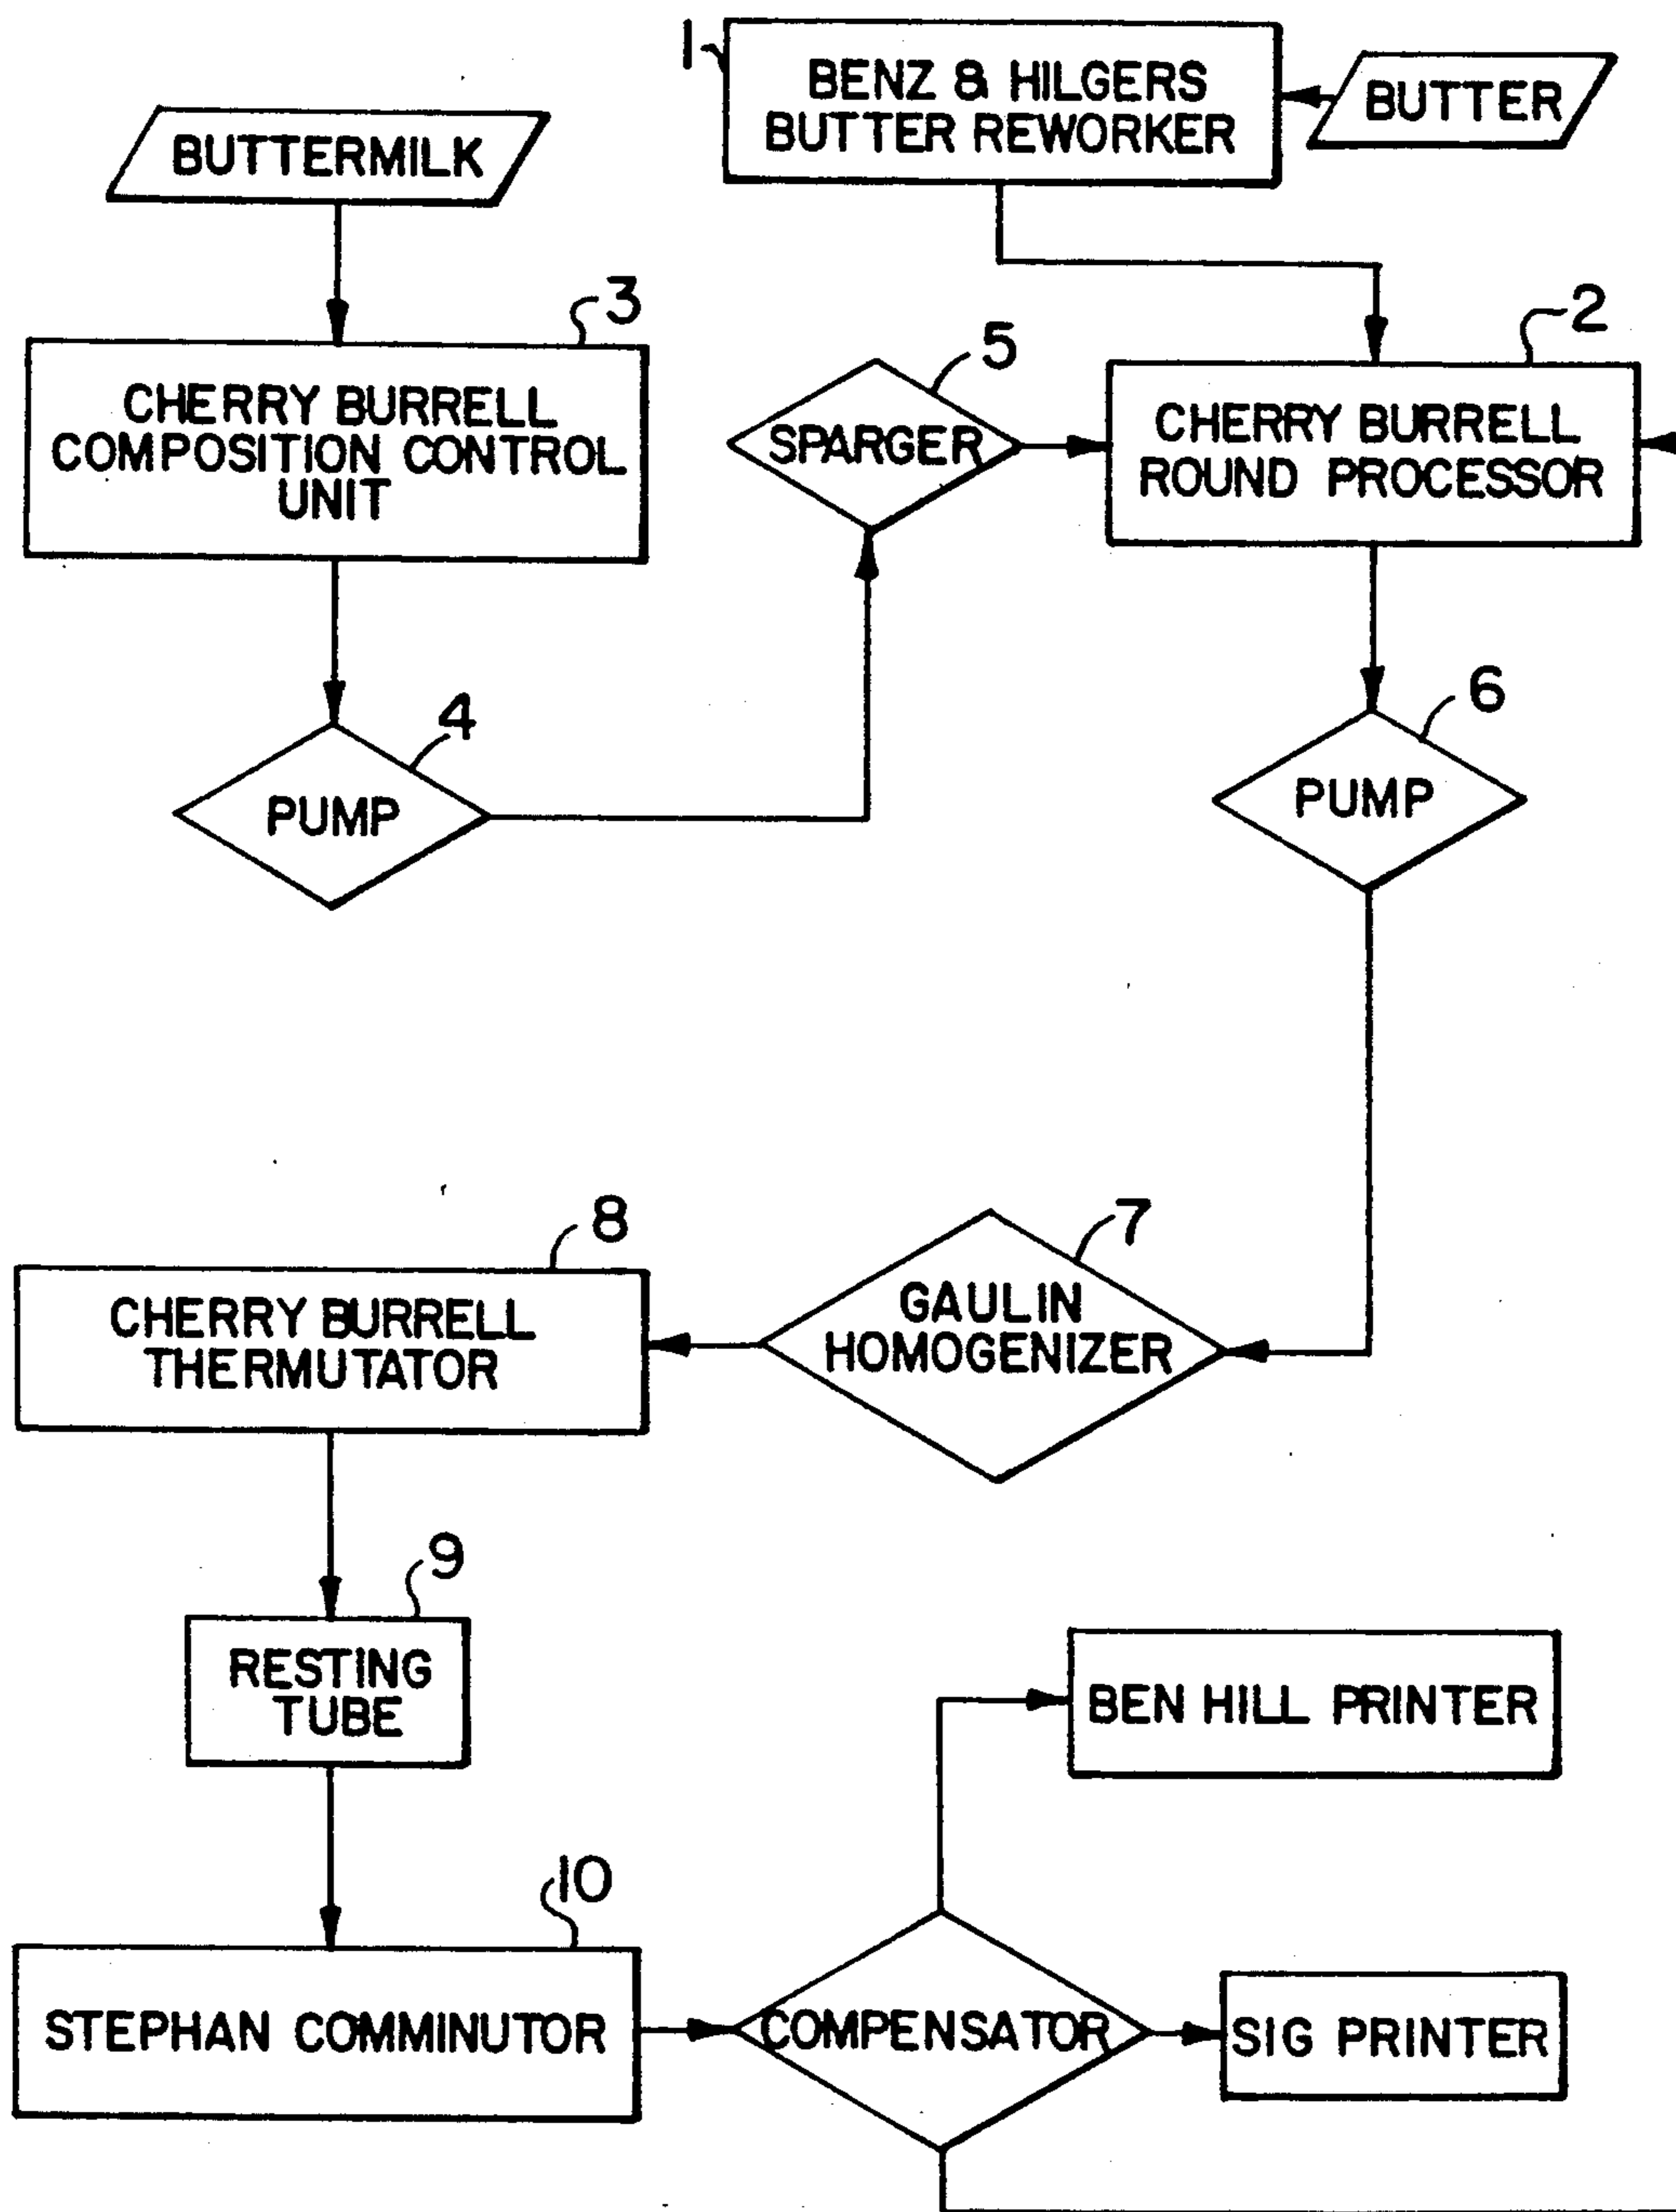 1
BENZ & HILGERS
BUTTER REWORKER
BUTTER
BUTTERMILK
3
CHERRY BURRELL
COMPOSITION CONTROL
UNIT
5
SPARGER
2
CHERRY BURRELL
ROUND PROCESSOR
4
PUMP
6
PUMP
8
CHERRY BURRELL
THERMUTATOR
7
GAULIN
HOMOGENIZER
9
RESTING
TUBE
BEN HILL PRINTER
10
STEPHAN COMMINUTOR
COMPENSATOR
SIG PRINTER